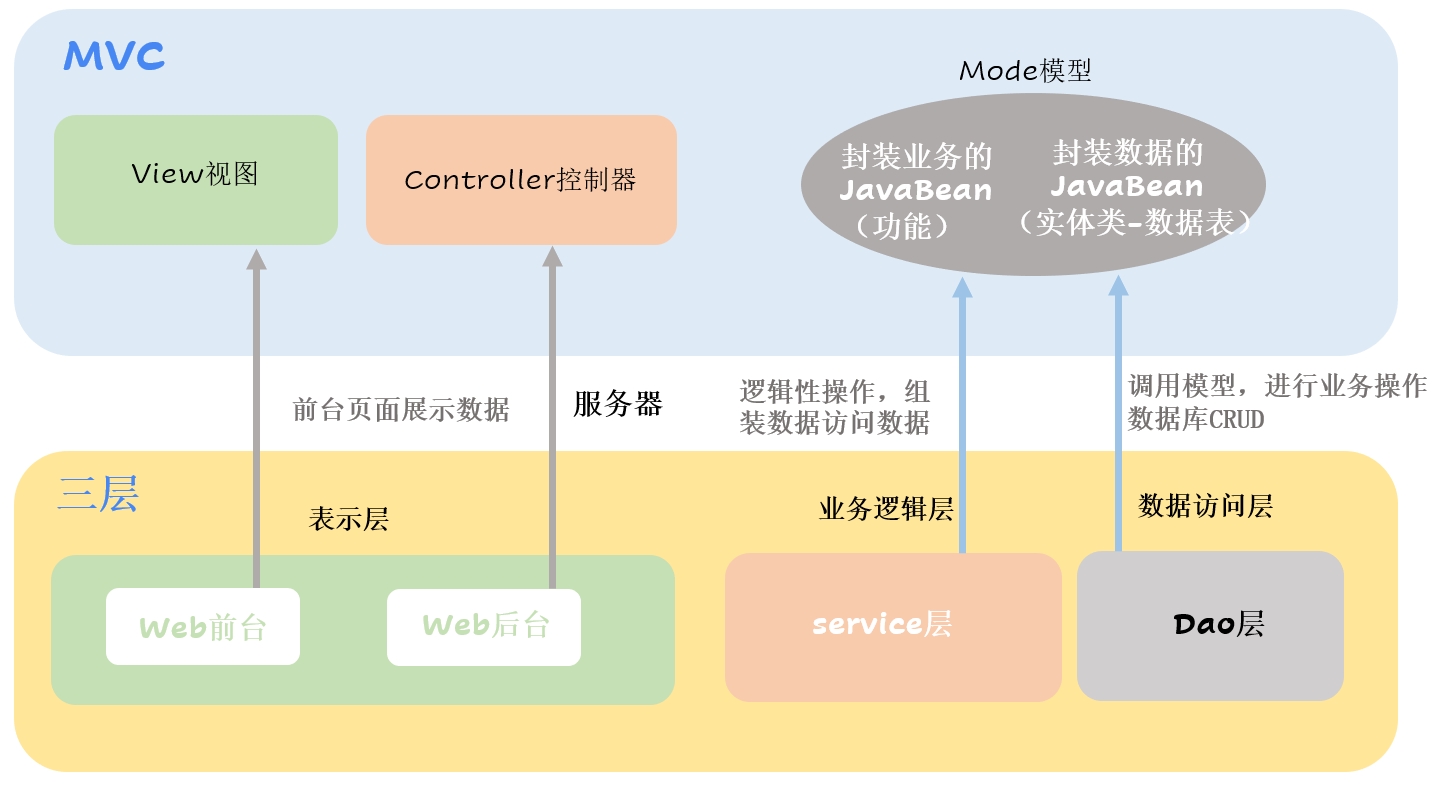 MVC
Mode模型
View视图
Controller控制器
封装业务的
JavaBean
（功能）
封装数据的
JavaBean
（实体类-数据表）
前台页面展示数据
服务器
逻辑性操作，组
装数据访问数据
调用模型，进行业务操作
数据库CRUD
三层
表示层
业务逻辑层
数据访问层
Web前台
Web后台
service层
Dao层